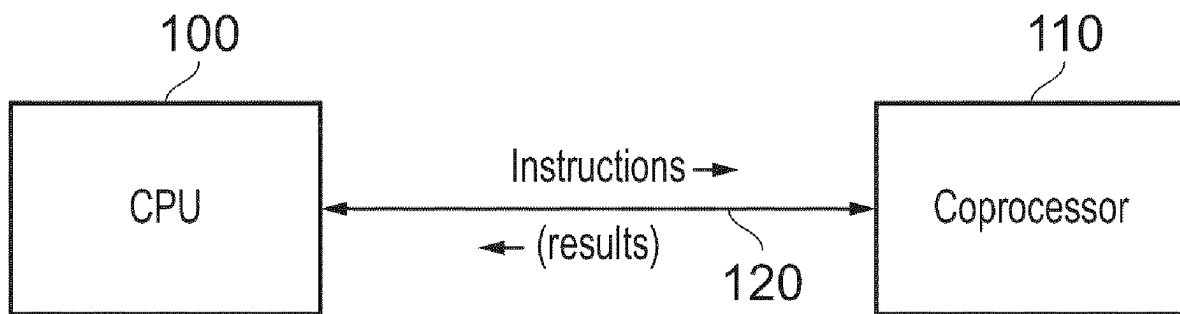 100
110
Instructions →
CPU
Coprocessor
← (results)
120